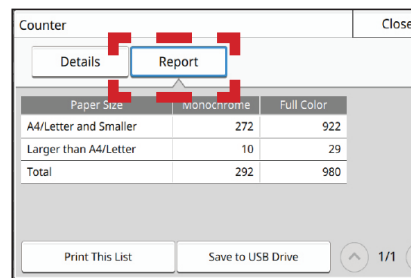 Counter Close
Details Report
Paper Size Monochrome Full Color
A4/Letter and Smaller 272 922
Larger than A4/Letter 10 29
Total 292 980
Print This List Save to USB Drive 1/1